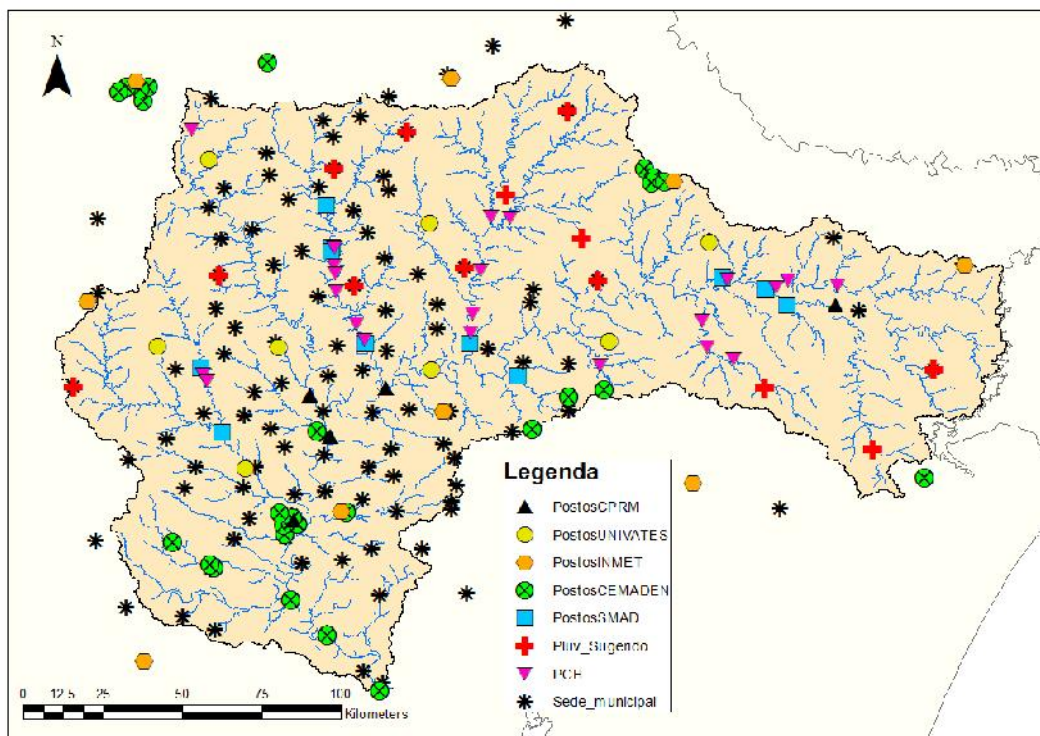 N
Legenda
PostosCPRM
PostosUNIVATES
PostosINMET
PostosCEMADEN
PostosSMAD
Pluv_Sugerido
PCH
Sede_municipal
0 12.5 25 50 75 100
Kilometers